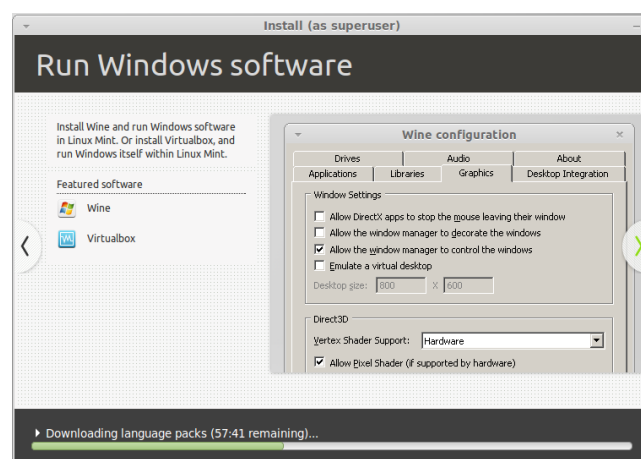 Install (as superuser)
Run Windows software
Install Wine and run Windows software
in Linux Mint. Or install Virtualbox, and
run Windows itself within Linux Mint.
Featured software
Wine
Virtualbox
Wine configuration
Drives Audio About
Applications Libraries Graphics Desktop Integration
Window Settings
Allow DirectX apps to stop the mouse leaving their window
Allow the window manager to decorate the windows
Allow the window manager to control the windows
Emulate a virtual desktop
Desktop size: 800 X 600
Direct3D
Vertex Shader Support: Hardware
Allow Pixel Shader (if supported by hardware)
Downloading language packs (57:41 remaining)...